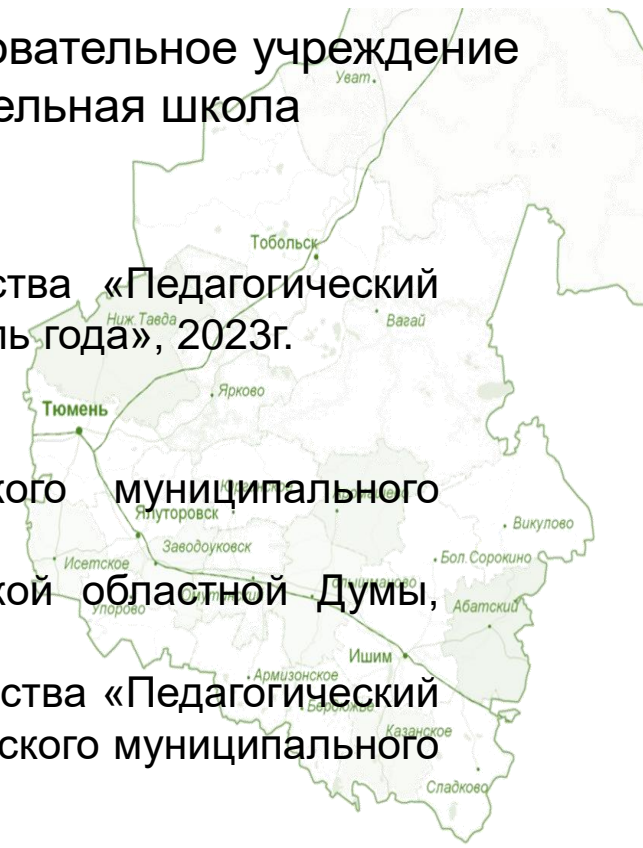 овательное учреждение
Уват
ельная школа
Тобольск
ства «Педагогический
Ниж.Тавда
Вагай
ль года», 2023г.
Ярково
Тюмень
кого муниципального
Ялуторовск
Викулово
Заводоуковск
Исетское
Бол.Сорокино
кой областной Думы,
Упорово
Абатский
Ишим
Армизонское
ства «Педагогический
Бердюжье
Казанское
ского муниципального
Сладково